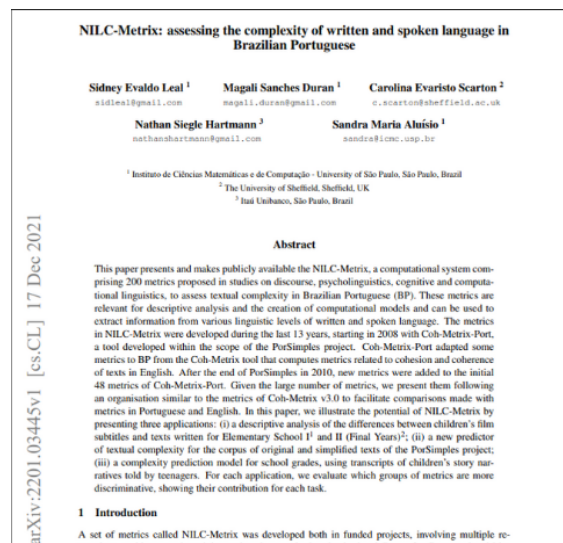 NILC-Metrix: assessing the complexity of written and spoken language in
Brazilian Portuguese
Sidney Evaldo Leal 1 Magali Sanches Duran 1 Carolina Evaristo Scarton 2
sidleal@gmail.com magali.duran@gmail.com c.scarton@sheffield.ac.uk
Nathan Siegle Hartmann 3 Sandra Maria Aluísio 1
nathanshartmann@gmail.com sandra@icmc.usp.br
1 Instituto de Ciências Matemáticas e de Computação - University of São Paulo, São Paulo, Brazil
2 The University of Sheffield, Sheffield, UK
3 Itaú Unibanco, São Paulo, Brazil
Abstract
This paper presents and makes publicly available the NILC-Metrix, a computational system com-
prising 200 metrics proposed in studies on discourse, psycholinguistics, cognitive and computa-
tional linguistics, to assess textual complexity in Brazilian Portuguese (BP). These metrics are
relevant for descriptive analysis and the creation of computational models and can be used to
extract information from various linguistic levels of written and spoken language. The metrics
in NILC-Metrix were developed during the last 13 years, starting in 2008 with Coh-Metrix-Port,
a tool developed within the scope of the PorSimples project. Coh-Metrix-Port adapted some
metrics to BP from the Coh-Metrix tool that computes metrics related to cohesion and coherence
of texts in English. After the end of PorSimples in 2010, new metrics were added to the initial
48 metrics of Coh-Metrix-Port. Given the large number of metrics, we present them following
an organisation similar to the metrics of Coh-Metrix v3.0 to facilitate comparisons made with
metrics in Portuguese and English. In this paper, we illustrate the potential of NILC-Metrix by
presenting three applications: (i) a descriptive analysis of the differences between children's film
subtitles and texts written for Elementary School I1 and II (Final Years)2; (ii) a new predictor
of textual complexity for the corpus of original and simplified texts of the PorSimples project;
(iii) a complexity prediction model for school grades, using transcripts of children's story nar-
ratives told by teenagers. For each application, we evaluate which groups of metrics are more
discriminative, showing their contribution for each task.
1 Introduction
A set of metrics called NILC-Metrix was developed both in funded projects, involving multiple re-
arXiv:2201.03445v1 [cs.CL] 17 Dec 2021